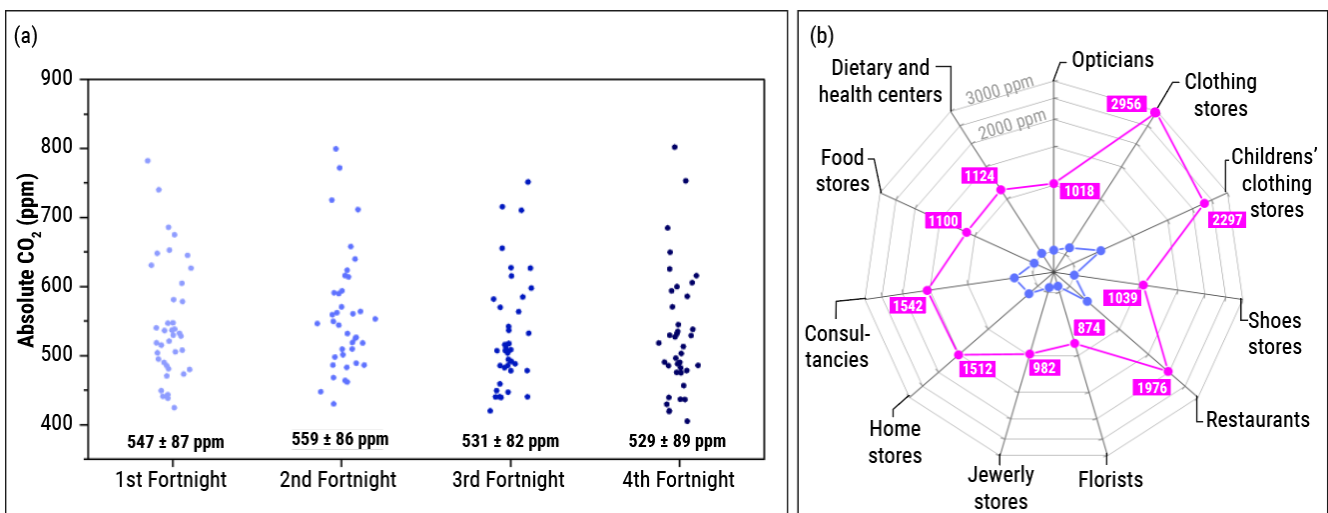 (a)
Absolute CO2 (ppm)
900
800
700
600
500
400
547 ± 87 ppm
559 ± 86 ppm
531 ± 82 ppm
529 ± 89 ppm
1st Fortnight
2nd Fortnight
3rd Fortnight
4th Fortnight
(b)
3000 ppm
2000 ppm
Opticians
Clothing
stores
Childrens’
clothing
stores
Shoes
stores
Restaurants
Florists
Jewerly
stores
Home
stores
Consul-
tancies
Food
stores
Dietary and
health centers
1018
2956
2297
1039
1976
874
982
1512
1542
1100
1124